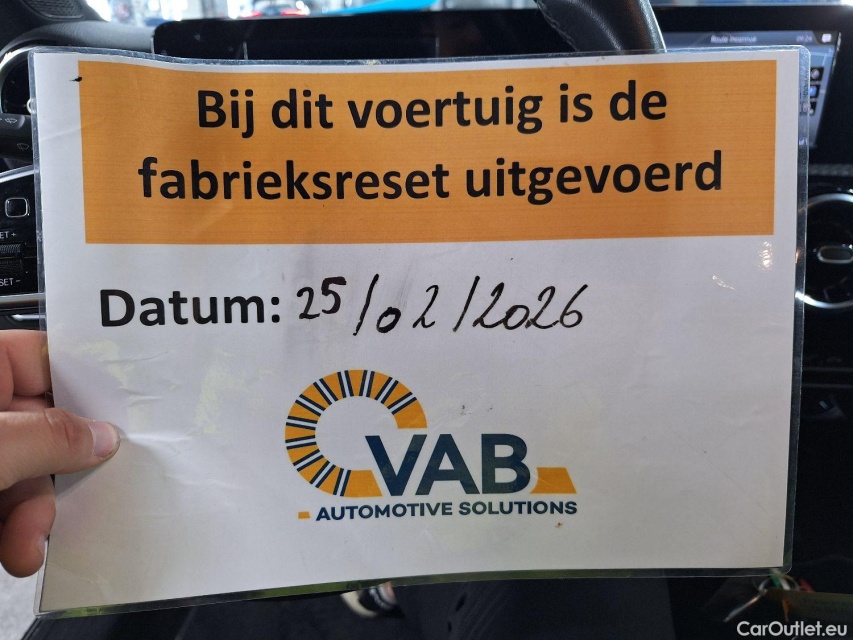 Bij dit voertuig is de
fabrieksreset uitgevoerd
Datum: 25/02/2026
VAB
AUTOMOTIVE SOLUTIONS
CarOutlet.eu